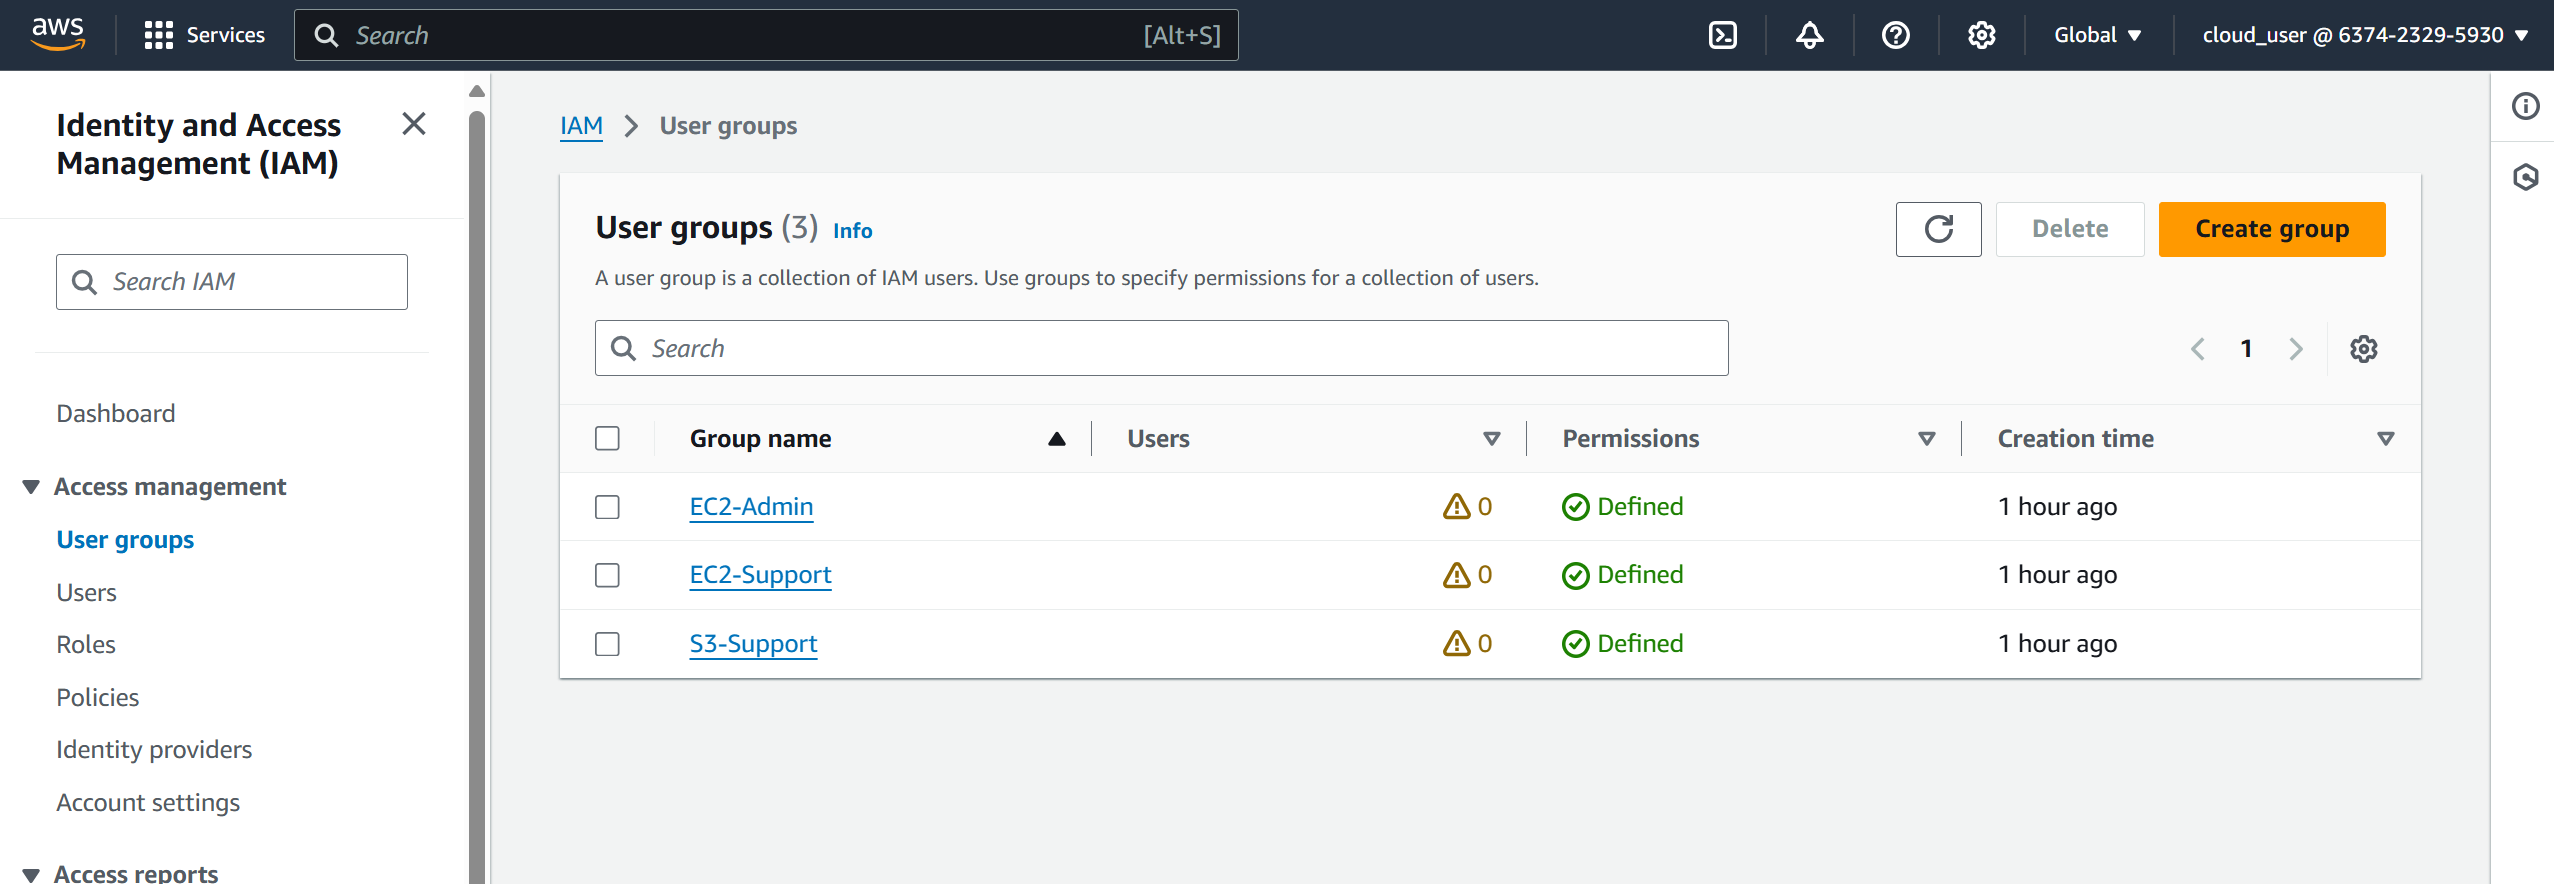 aws
Services
Search [Alt+S]
Global
cloud_user @ 6374-2329-5930
Identity and Access
Management (IAM)
Search IAM
Dashboard
Access management
User groups
Users
Roles
Policies
Identity providers
Account settings
Access reports
IAM
User groups
User groups (3) Info
Delete
Create group
A user group is a collection of IAM users. Use groups to specify permissions for a collection of users.
Search
1
Group name Users Permissions Creation time
EC2-Admin 0 Defined 1 hour ago
EC2-Support 0 Defined 1 hour ago
S3-Support 0 Defined 1 hour ago